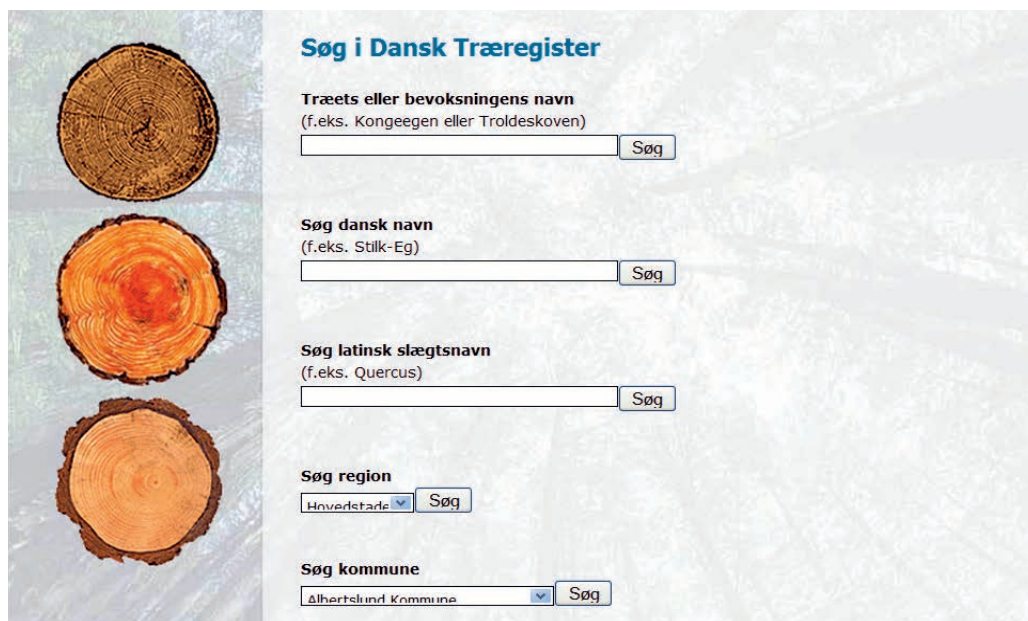 Søg i Dansk Træregister
Træets eller bevoksningens navn
(f.eks. Kongeegen eller Troldeskoven)
Søg
Søg dansk navn
(f.eks. Stilk-Eg)
Søg
Søg latinsk slægtsnavn
(f.eks. Quercus)
Søg
Søg region
Hovedstade Søg
Søg kommune
Albertslund Kommune Søg